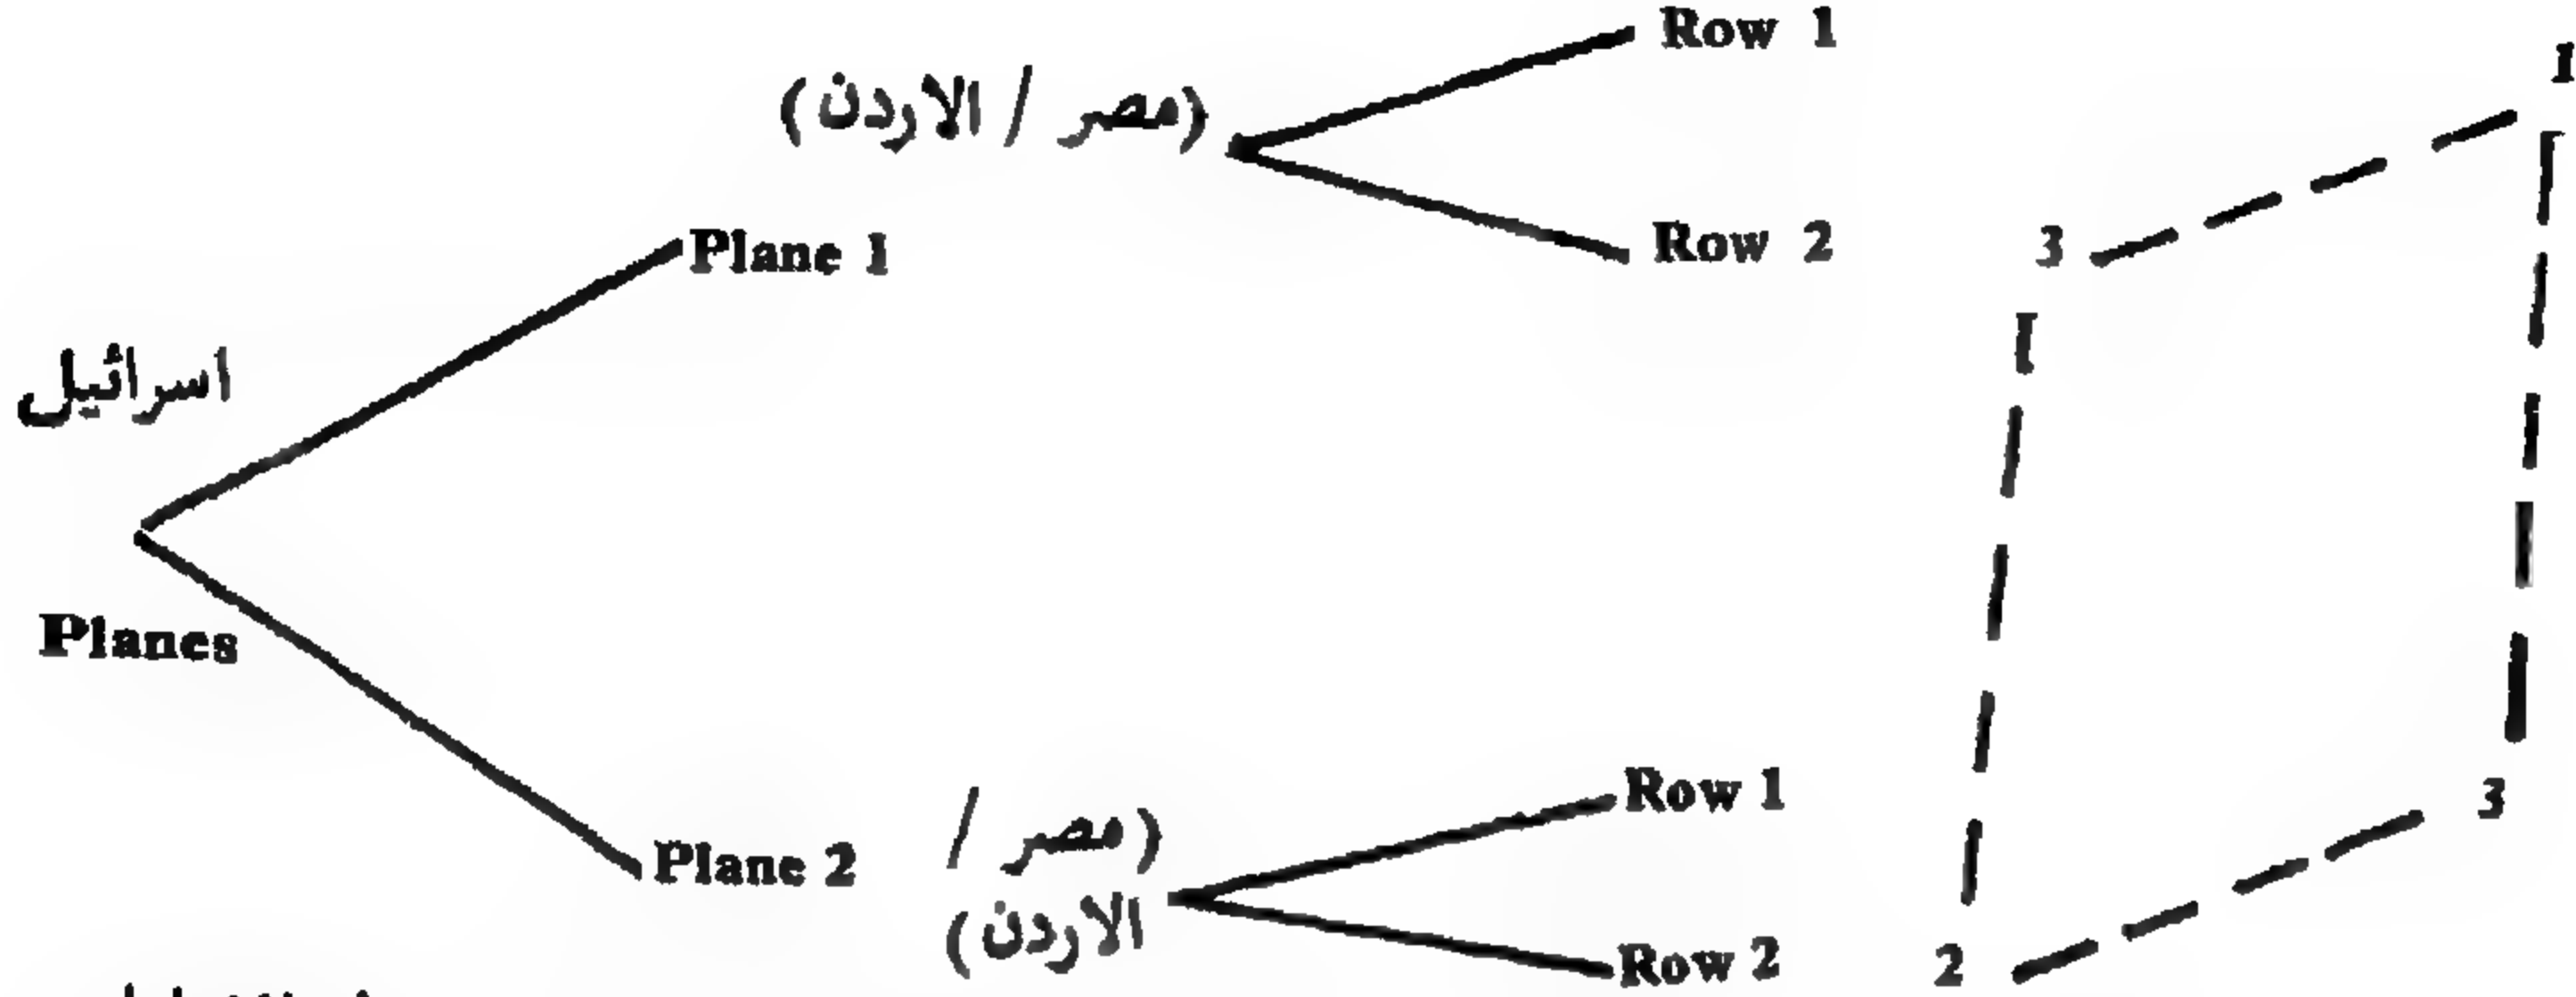 Row 1
(مصر / الاردن)
1
Row 2
3
Plane 1
اسرائيل
Planes
Row 1
3
Plane 2
(مصر /
الاردن)
Row 2
2